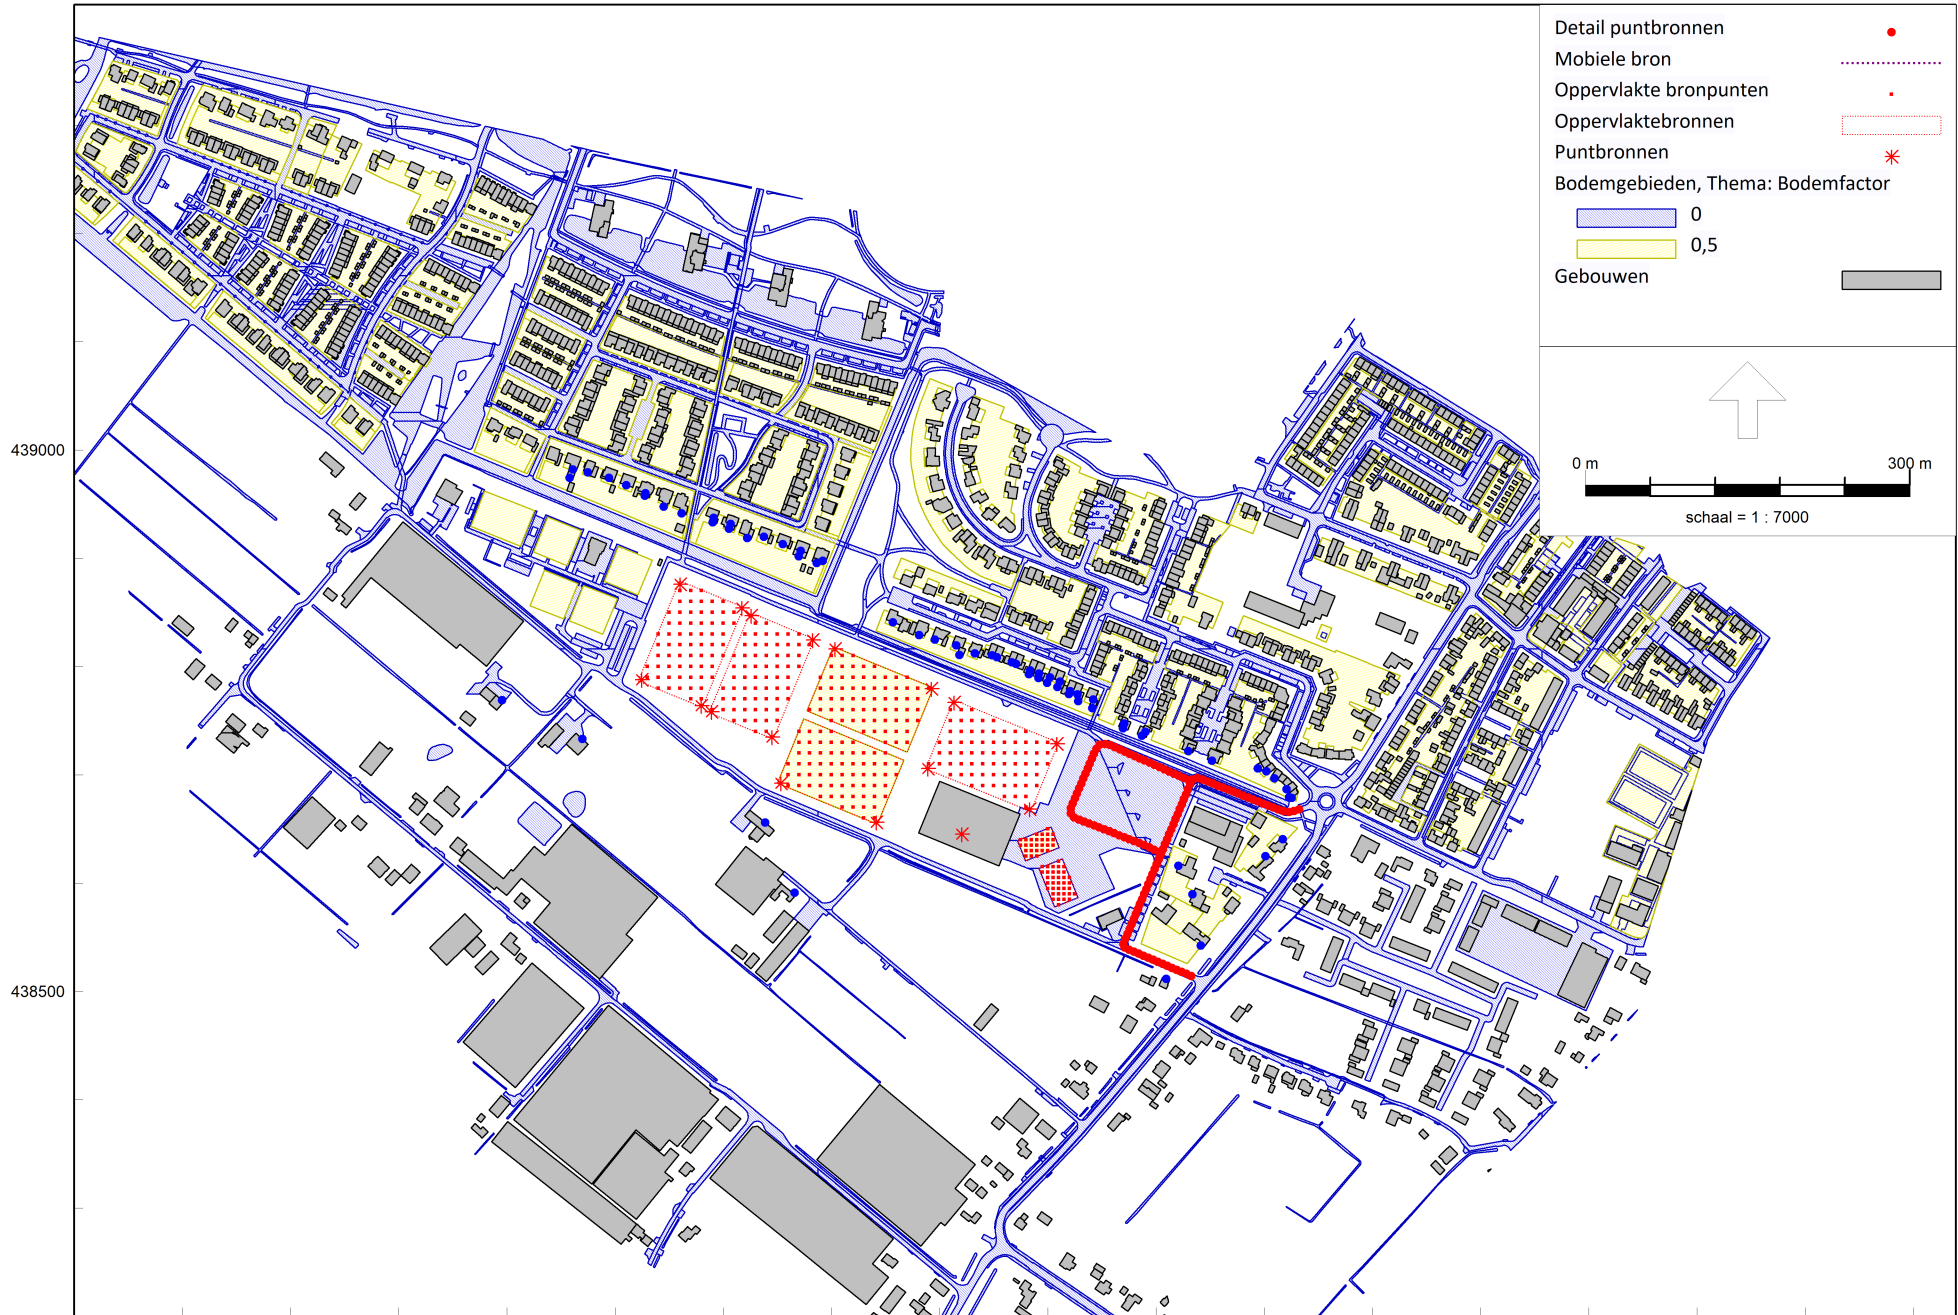 Detail puntbronnen
Mobiele bron
Oppervlakte bronpunten
Oppervlaktebronnen
Puntbronnen
Bodemgebieden, Thema: Bodemfactor
0
0,5
Gebouwen
0 m 300 m
schaal = 1 : 7000
439000
438500